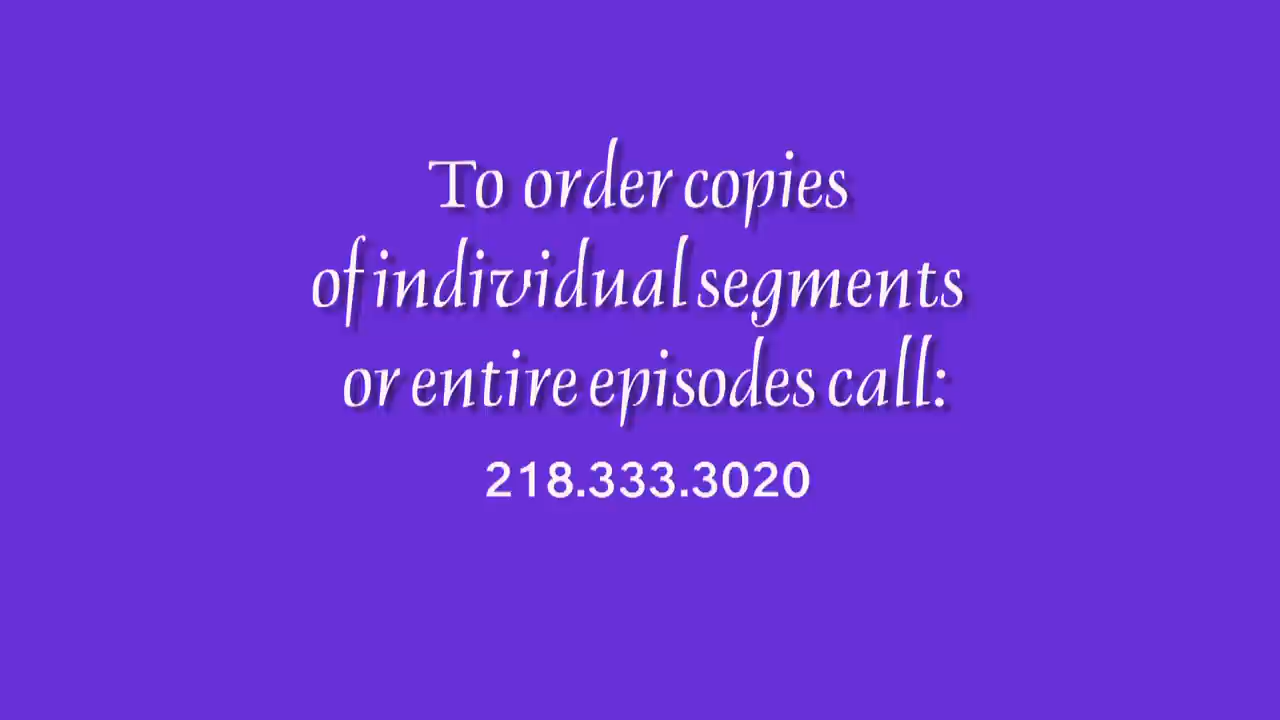 To order copies
of individual segments
or entire episodes call:
218.333.3020